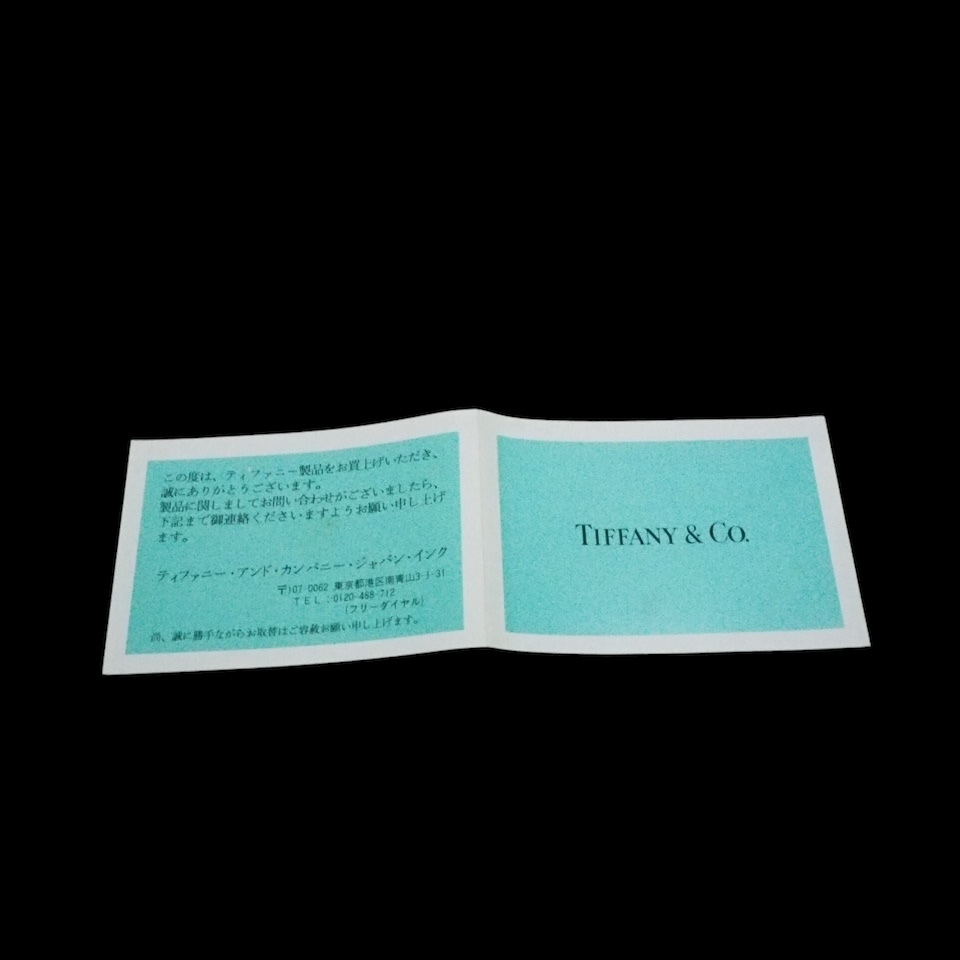 この度は、ティファニー製品をお買上げいただき、
誠にありがとうございます。
製品に関しましてお問い合わせがございましたら、
下記まで御連絡くださいますようお願い申し上げ
ます。
ティファニー・アンド・カンパニー・ジャパン・インク
〒107-0062 東京都港区南青山3-1-31
TEL:0120-488-712
(フリーダイヤル)
尚、誠に勝手ながらお取替はご容赦お願い申し上げます。
TIFFANY & CO.